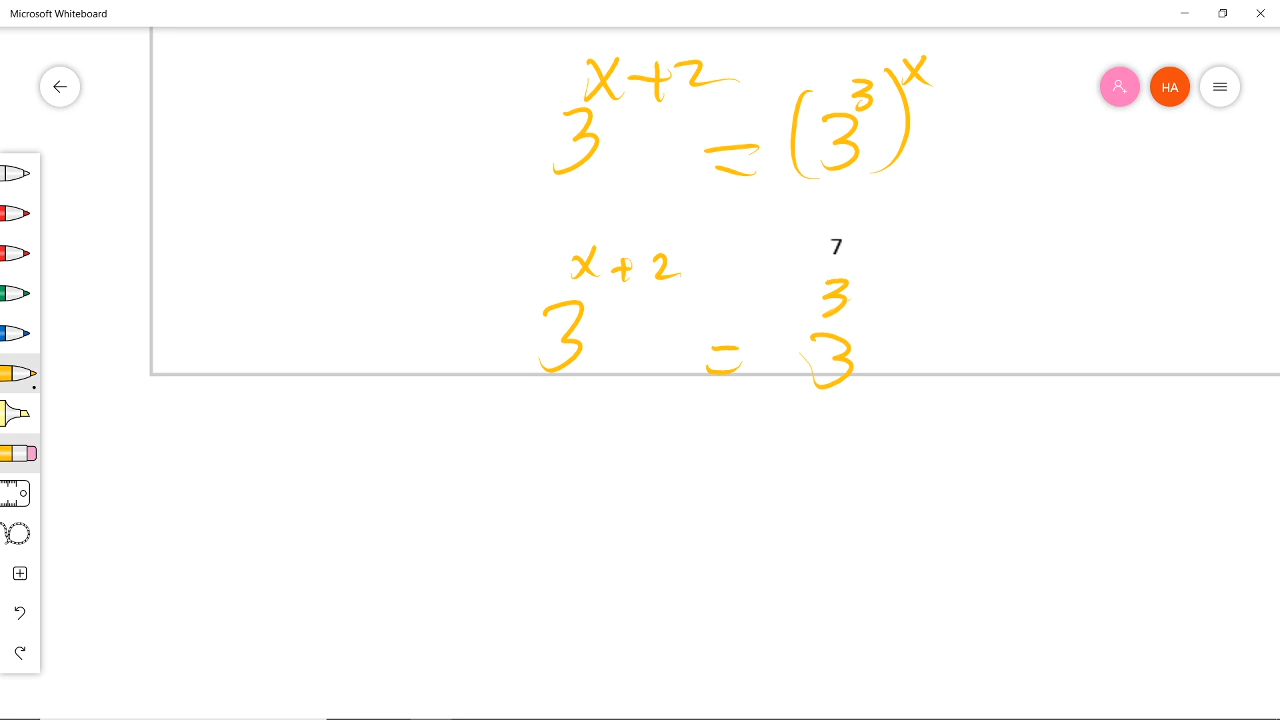 Microsoft Whiteboard
3^{x+2} = (3^3)^x
HA
7
3^{x+2} = 3^3